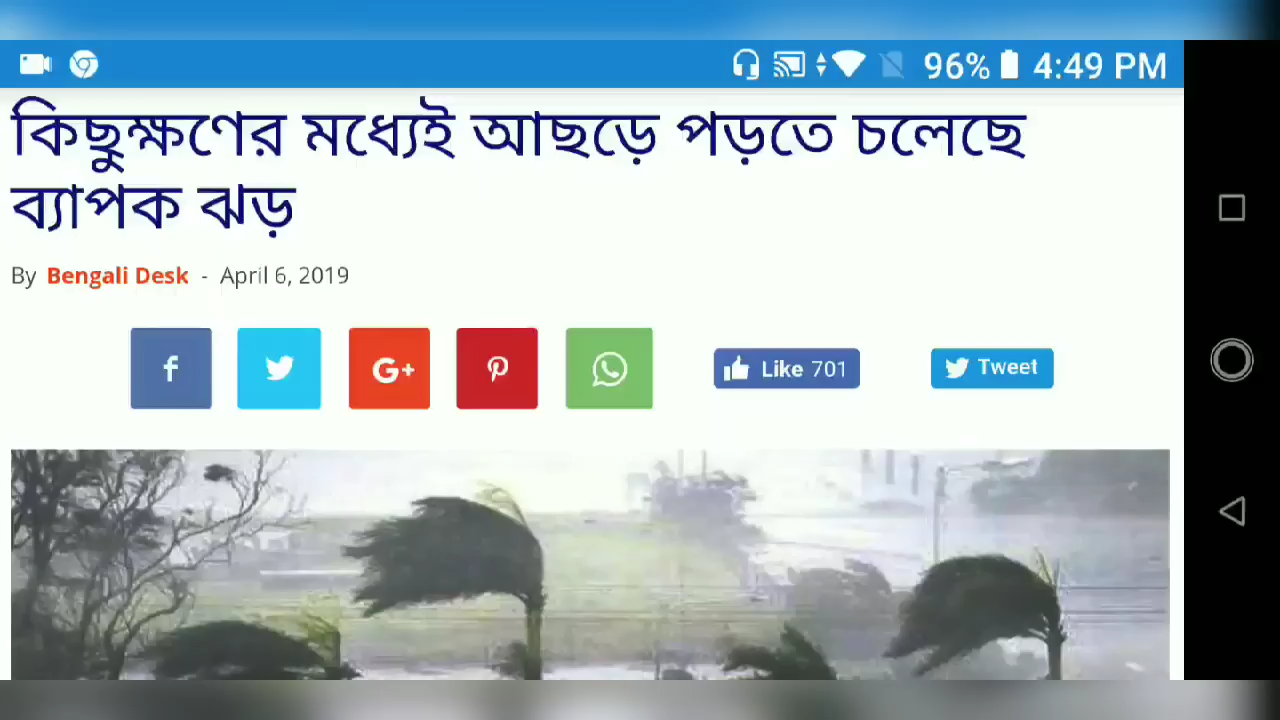 96% 4:49 PM
কিছুক্ষণের মধ্যেই আছড়ে পড়তে চলেছে
ব্যাপক ঝড়
By Bengali Desk - April 6, 2019
f G+ Like 701 Tweet